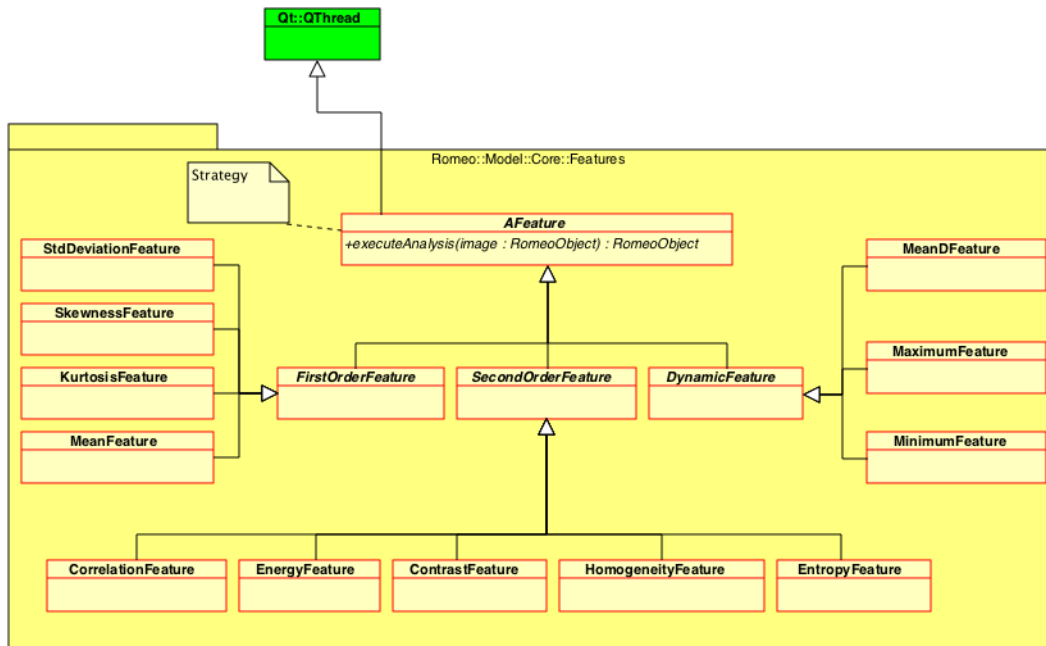 Qt::QThread
Romeo::Model::Core::Features
Strategy
AFeature
+executeAnalysis(image : RomeoObject) : RomeoObject
StdDeviationFeature
MeanDFeature
SkewnessFeature
MaximumFeature
KurtosisFeature
FirstOrderFeature
SecondOrderFeature
DynamicFeature
MeanFeature
MinimumFeature
CorrelationFeature
EnergyFeature
ContrastFeature
HomogeneityFeature
EntropyFeature